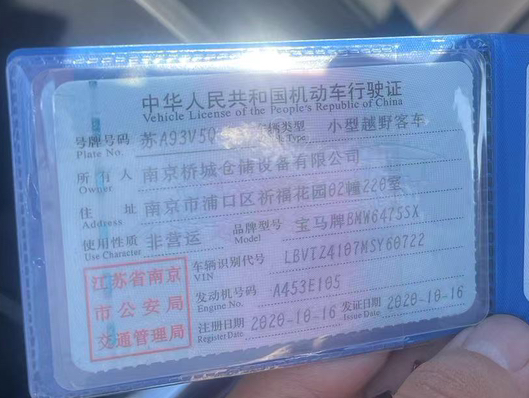 中华人民共和国机动车行驶证
Vehicle License of the People's Republic of China
号牌号码 苏A93V50 车辆类型 小型越野客车
Plate No. Type
所有人 南京桥城仓储设备有限公司
Owner
住址 南京市浦口区祈福花园02幢220室
Address
使用性质 非营运 品牌型号 宝马牌BMW6475SX
Use Character Model
车辆识别代号 LBVTZ4107MSY60722
VIN
江苏省南京
市公安局
交通管理局
发动机号码 A453E105
Engine No.
注册日期 2020-10-16 发证日期 2020-10-16
Register Date Issue Date